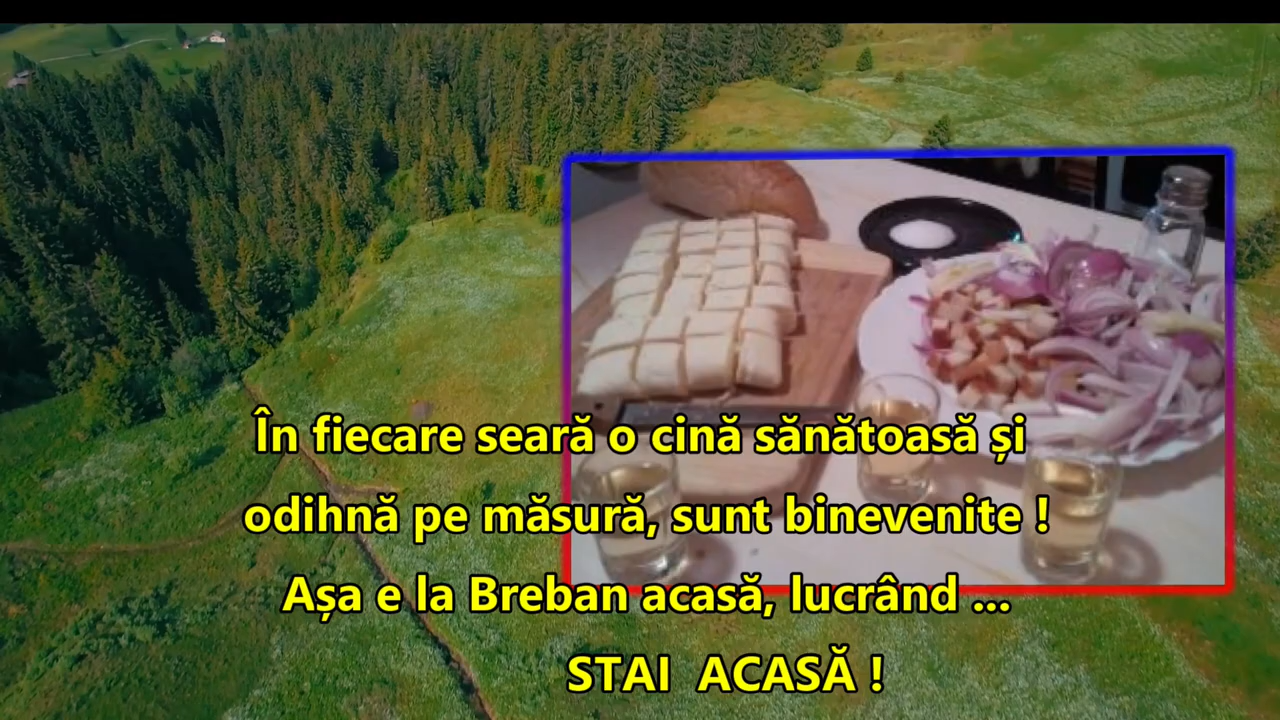 În fiecare seară o cină sănătoasă și
odihnă pe măsură, sunt binevenite !
Așa e la Breban acasă, lucrând ...
STAI ACASĂ !